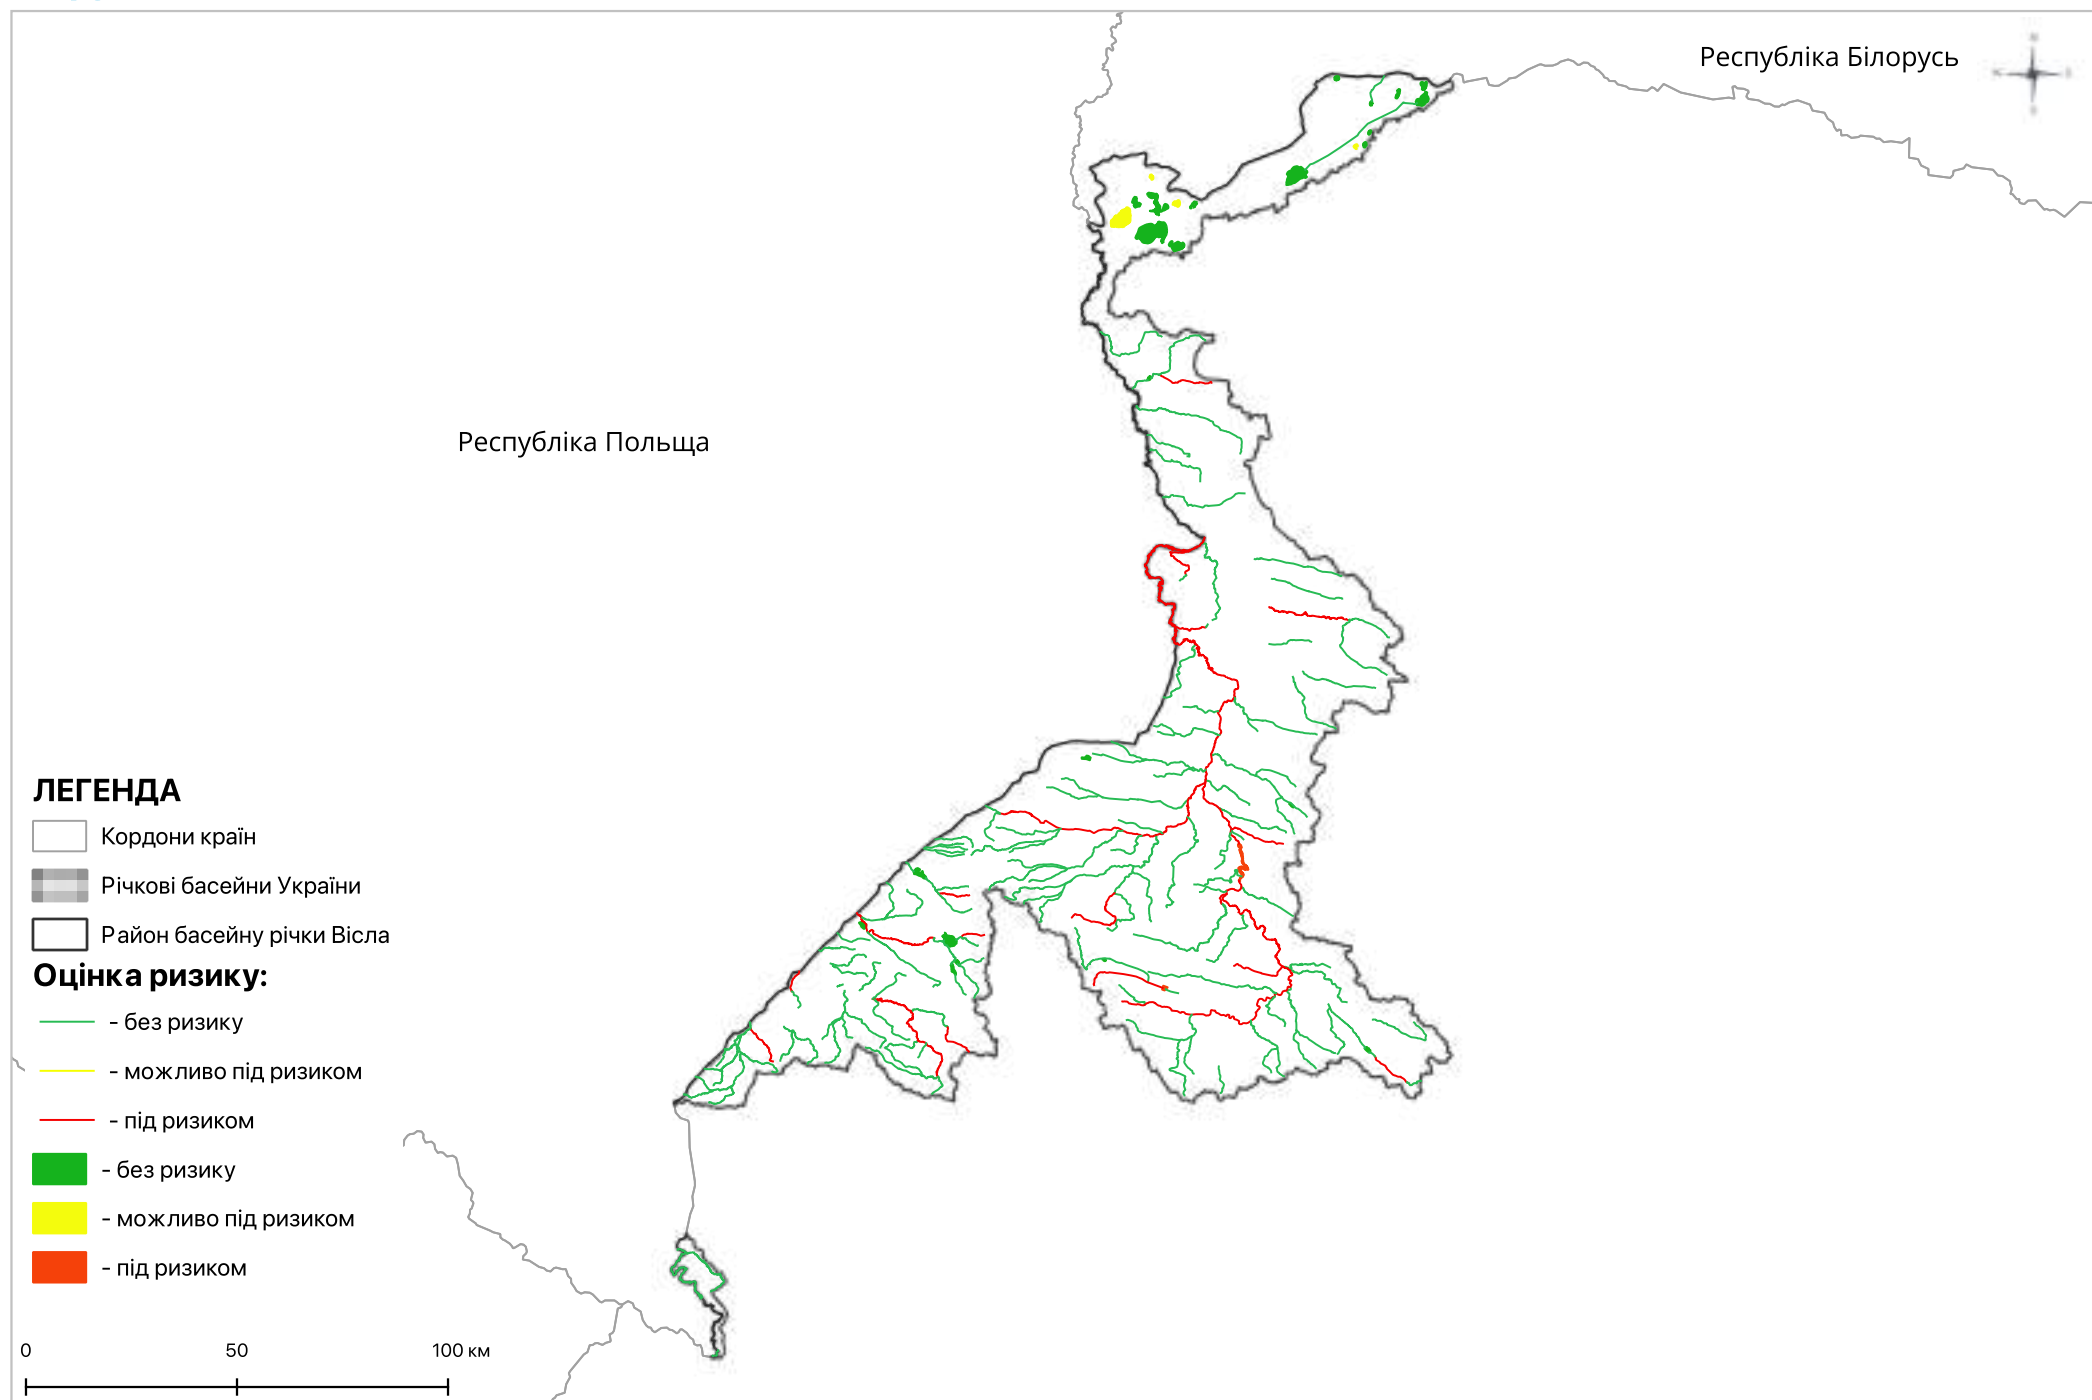 Республіка Білорусь
Республіка Польща
ЛЕГЕНДА
Кордони країн
Річкові басейни України
Район басейну річки Вісла
Оцінка ризику:
- без ризику
- можливо під ризиком
- під ризиком
- без ризику
- можливо під ризиком
- під ризиком
0 50 100 км